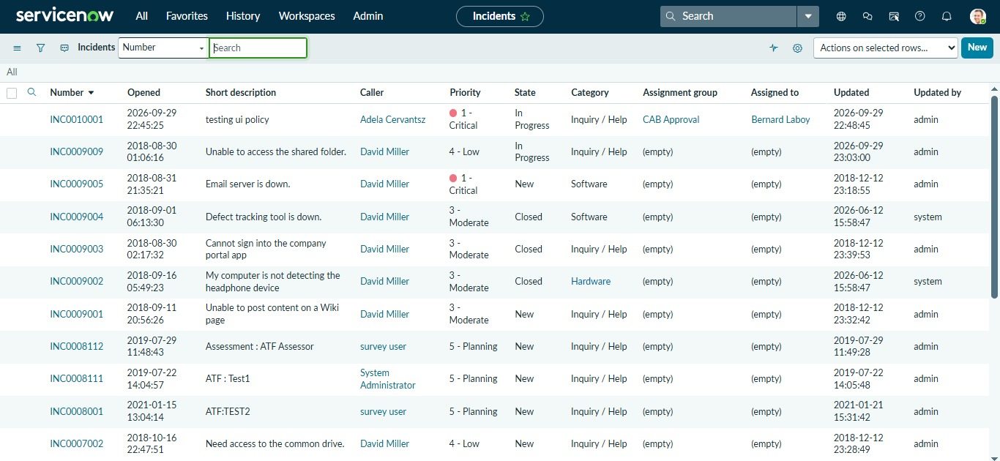 servicenow All Favorites History Workspaces Admin Incidents Search
Incidents Number Search Actions on selected rows... New
All
Number Opened Short description Caller Priority State Category Assignment group Assigned to Updated Updated by
INC0010001 2026-09-29 22:45:25 testing ui policy Adela Cervantsz 1 - Critical In Progress Inquiry / Help CAB Approval Bernard Laboy 2026-09-29 22:48:45 admin
INC0009009 2018-08-30 01:06:16 Unable to access the shared folder. David Miller 4 - Low In Progress Inquiry / Help (empty) (empty) 2026-09-29 23:03:00 admin
INC0009005 2018-08-31 21:35:21 Email server is down. David Miller 1 - Critical New Software (empty) (empty) 2018-12-12 23:18:55 admin
INC0009004 2018-09-01 06:13:30 Defect tracking tool is down. David Miller 3 - Moderate Closed Software (empty) (empty) 2026-06-12 15:58:47 system
INC0009003 2018-08-30 02:17:32 Cannot sign into the company portal app David Miller 3 - Moderate Closed Inquiry / Help (empty) (empty) 2018-12-12 23:39:53 admin
INC0009002 2018-09-16 05:49:23 My computer is not detecting the headphone device David Miller 3 - Moderate Closed Hardware (empty) (empty) 2026-06-12 15:58:47 system
INC0009001 2018-09-11 20:56:26 Unable to post content on a Wiki page David Miller 3 - Moderate New Inquiry / Help (empty) (empty) 2018-12-12 23:32:42 admin
INC0008112 2019-07-29 11:48:43 Assessment : ATF Assessor survey user 5 - Planning New Inquiry / Help (empty) (empty) 2019-07-29 11:49:28 admin
INC0008111 2019-07-22 14:04:57 ATF : Test1 System Administrator 5 - Planning New Inquiry / Help (empty) (empty) 2019-07-22 14:05:48 admin
INC0008001 2021-01-15 13:04:14 ATF:TEST2 survey user 5 - Planning New Inquiry / Help (empty) (empty) 2021-01-21 15:31:42 admin
INC0007002 2018-10-16 22:47:51 Need access to the common drive. David Miller 4 - Low New Inquiry / Help (empty) (empty) 2018-12-12 23:28:49 admin